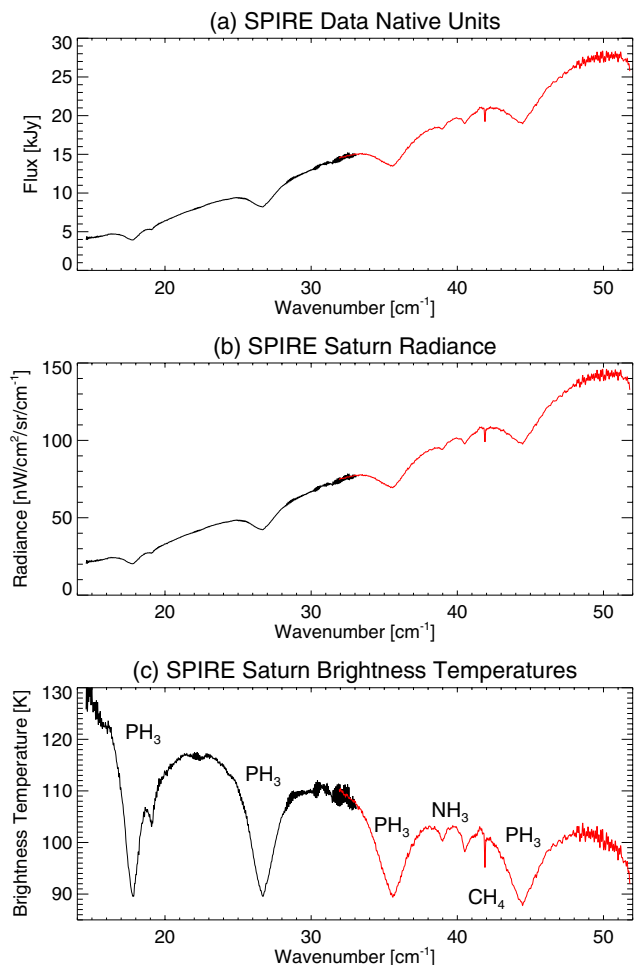 (a) SPIRE Data Native Units
30
25
20
15
10
5
0
Flux [kJy]
20 30 40 50
Wavenumber [cm⁻¹]
(b) SPIRE Saturn Radiance
150
100
50
0
Radiance [nW/cm²/sr/cm⁻¹]
20 30 40 50
Wavenumber [cm⁻¹]
(c) SPIRE Saturn Brightness Temperatures
130
120
110
100
90
Brightness Temperature [K]
PH₃
PH₃
PH₃
NH₃
PH₃
CH₄
20 30 40 50
Wavenumber [cm⁻¹]